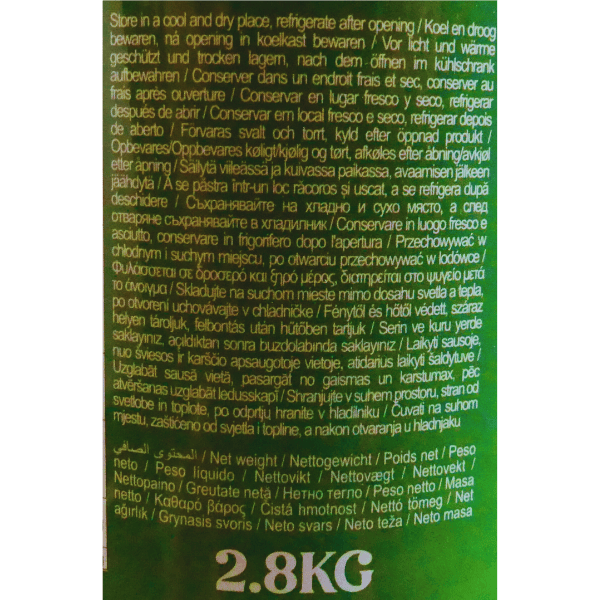 Store in a cool and dry place, refrigerate after opening / Koel en droog
bewaren, ná opening in koelkast bewaren / Vor licht und wärme
geschützt und trocken lagern, nach dem öffnen im kühlschrank
aufbewahren / Conserver dans un endroit frais et sec, conserver au
frais après ouverture / Conservar en lugar fresco y seco, refrigerar
después de abrir / Conservar em local fresco e seco, refrigerar depois
de aberto / Förvaras svalt och torrt, kyld efter öppnad produkt /
Opbevares/Oppbevares køligt/kjølig og tørt, afkøles efter åbning/avkjøl
etter åpning / Säilytä viileässä ja kuivassa paikassa, avaamisen jälkeen
jäähdytä / A se păstra într-un loc răcoros și uscat, a se refrigera după
deschidere / Съхранявайте на хладно и сухо място, а след
отваряне съхранявайте в хладилник / Conservare in luogo fresco e
asciutto, conservare in frigorifero dopo l'apertura / Przechowywać w
chłodnym i suchym miejscu, po otwarciu przechowywać w lodówce /
Φυλάσσεται σε δροσερό και ξηρό μέρος, διατηρείται στο ψυγείο μετά
το άνοιγμα / Skladujte na suchom mieste mimo dosahu svetla a tepla,
po otvorení uchovávajte v chladničke / Fénytől és hőtől védett, száraz
helyen tároljuk, felbontás után hűtőben tartjuk / Serin ve kuru yerde
saklayınız, açıldıktan sonra buzdolabında saklayınız / Laikyti sausoje,
nuo šviesos ir karščio apsaugotoje vietoje, atidarius laikyti šaldytuve /
Uzglabāt sausā vietā, pasargāt no gaismas un karstumax, pēc
atvēršanas uzglabāt ledusskapī / Shranjujte v suhem prostoru, stran od
svetlobe in toplote, po odprtju hranite v hladilniku / Čuvati na suhom
mjestu, zaštićeno od svjetla i topline, a nakon otvaranja u hladnjaku
المحتوى الصافي / Net weight / Nettogewicht / Poids net / Peso
neto / Peso líquido / Nettovikt / Nettovægt / Nettovekt /
Nettopaino / Greutate netă / Нетно тегло / Peso netto / Masa
netto / Καθαρό βάρος / Čistá hmotnost / Nettó tömeg / Net
ağırlık / Grynasis svoris / Neto svars / Neto teža / Neto masa
2.8KG